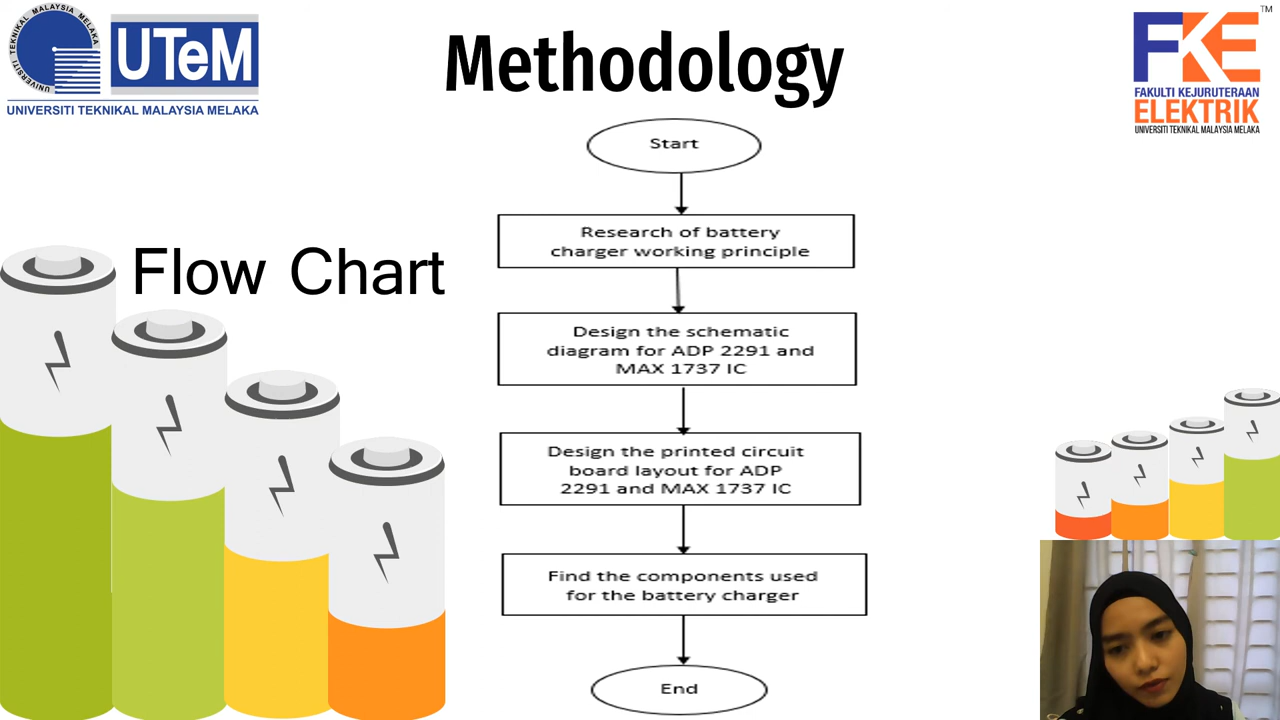 UNIVERSITI TEKNIKAL MALAYSIA MELAKA
UTeM
UNIVERSITI TEKNIKAL MALAYSIA MELAKA
Methodology
FKE
TM
FAKULTI KEJURUTERAAN
ELEKTRIK
UNIVERSITI TEKNIKAL MALAYSIA MELAKA
Flow Chart
Start
Research of battery
charger working principle
Design the schematic
diagram for ADP 2291 and
MAX 1737 IC
Design the printed circuit
board layout for ADP
2291 and MAX 1737 IC
Find the components used
for the battery charger
End